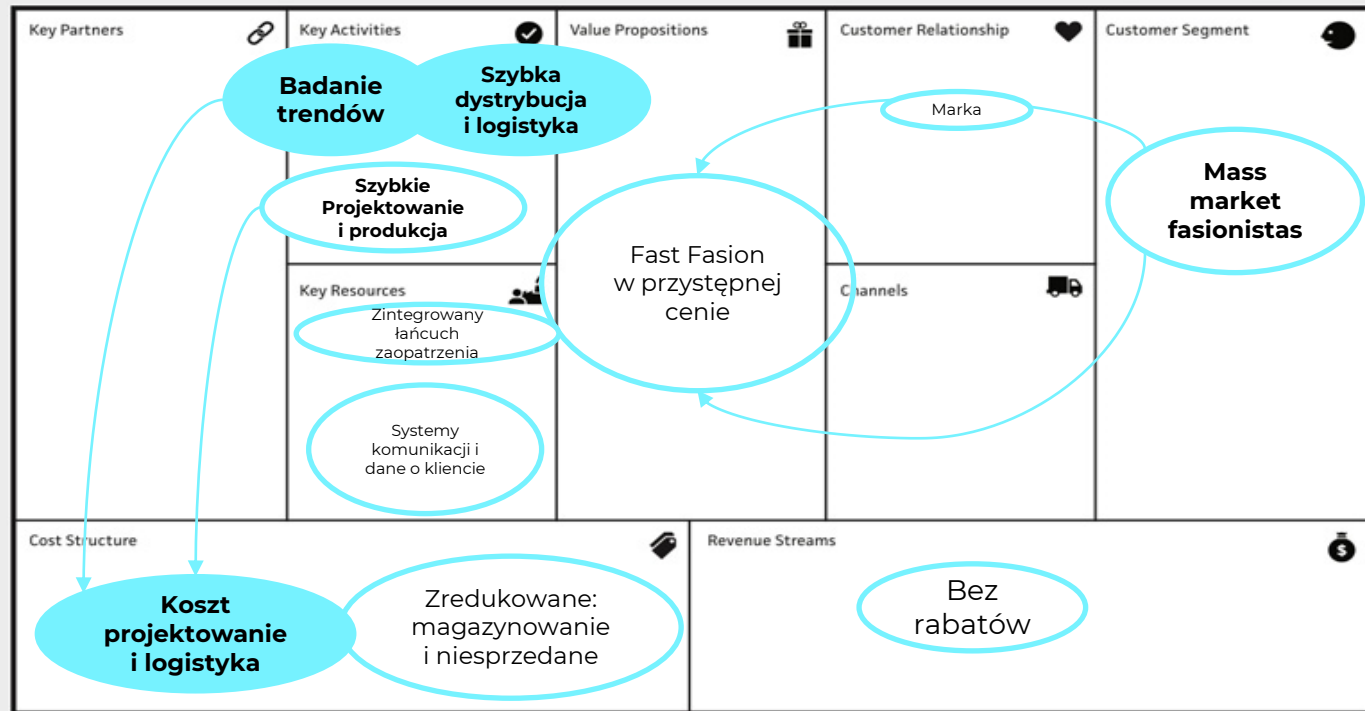 Key Partners
Key Activities
Value Propositions
Customer Relationship
Customer Segment
Badanie
trendów
Szybka
dystrybucja
i logistyka
Szybkie
Projektowanie
i produkcja
Marka
Mass
market
fasionistas
Fast Fasion
w przystępnej
cenie
Key Resources
Channels
Zintegrowany
łańcuch
zaopatrzenia
Systemy
komunikacji i
dane o kliencie
Cost Structure
Revenue Streams
Koszt
projektowanie
i logistyka
Zredukowane:
magazynowanie
i niesprzedane
Bez
rabatów
$